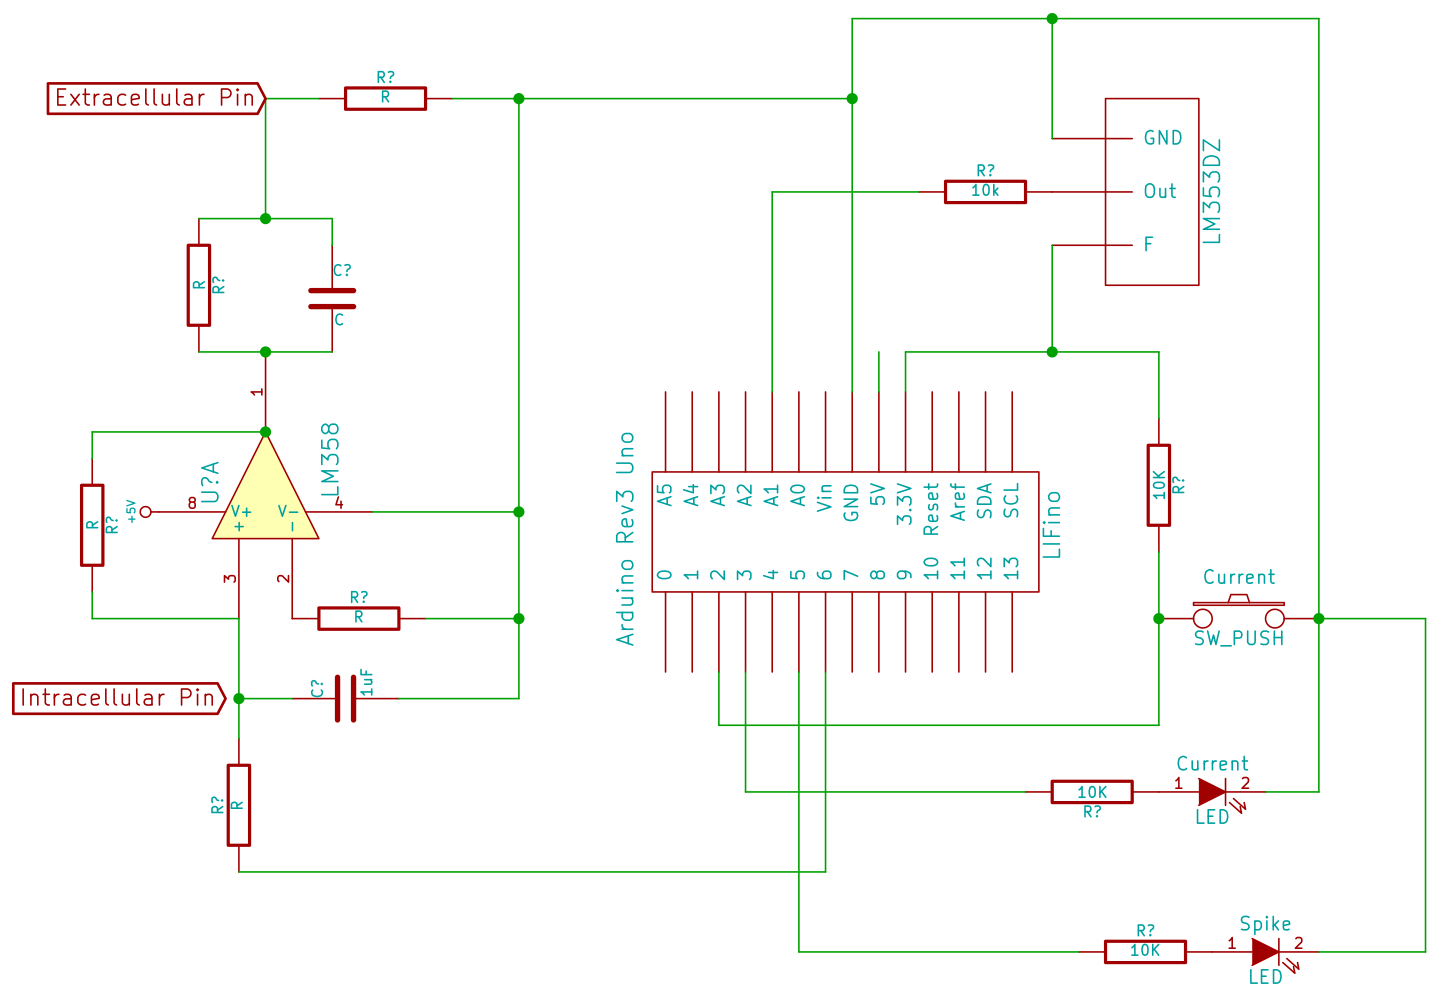 Extracellular Pin
R?
R
R?
10k
GND
Out
F
LM353DZ
R
R?
C?
C
1
U?A
LM358
+5V
8
V+
V-
4
+
-
3
2
R
R?
R?
R
Intracellular Pin
C?
1uF
R?
R
Arduino Rev3 Uno
A5
A4
A3
A2
A1
A0
Vin
GND
5V
3.3V
Reset
Aref
SDA
SCL
0
1
2
3
4
5
6
7
8
9
10
11
12
13
LIFino
10K
R?
Current
SW_PUSH
10K
R?
Current
1
2
LED
R?
10K
Spike
1
2
LED